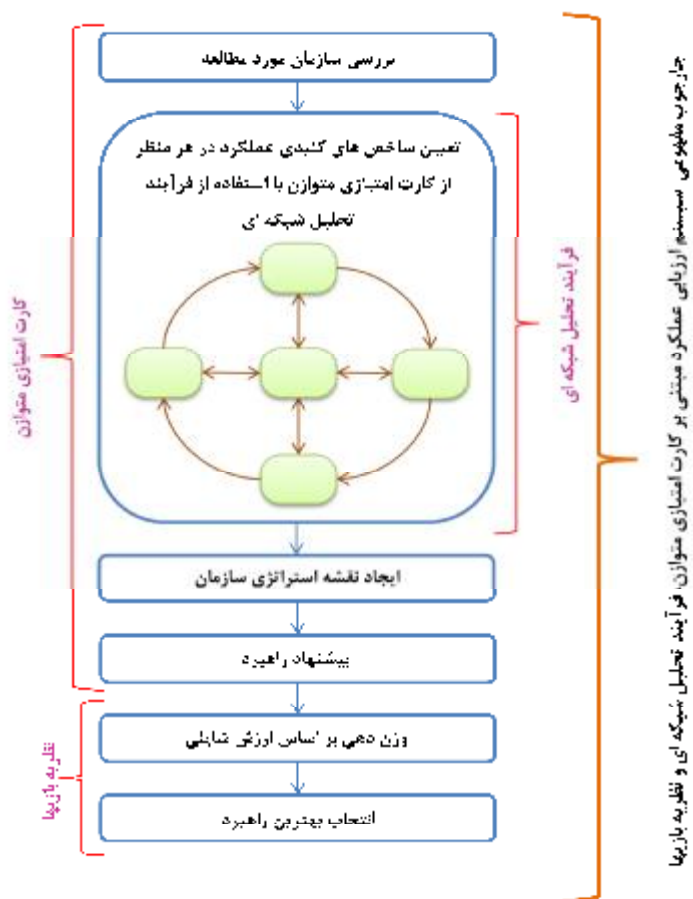 بررسی سازمان مورد مطالعه
تعیین شاخص های کلیدی عملکرد در هر منظر
از کارت امتیازی متوازن با استفاده از فرآیند
تحلیل شبکه ای
ایجاد نقشه استراتژی سازمان
پیشنهاد راهبرد
وزن دهی بر اساس ارزش شاپلی
انتخاب بهترین راهبرد
کارت امتیازی متوازن
نظریه بازیها
فرآیند تحلیل شبکه ای
چارچوب مفهومی سیستم ارزیابی عملکرد مبتنی بر کارت امتیازی متوازن، فرآیند تحلیل شبکه ای و نظریه بازیها